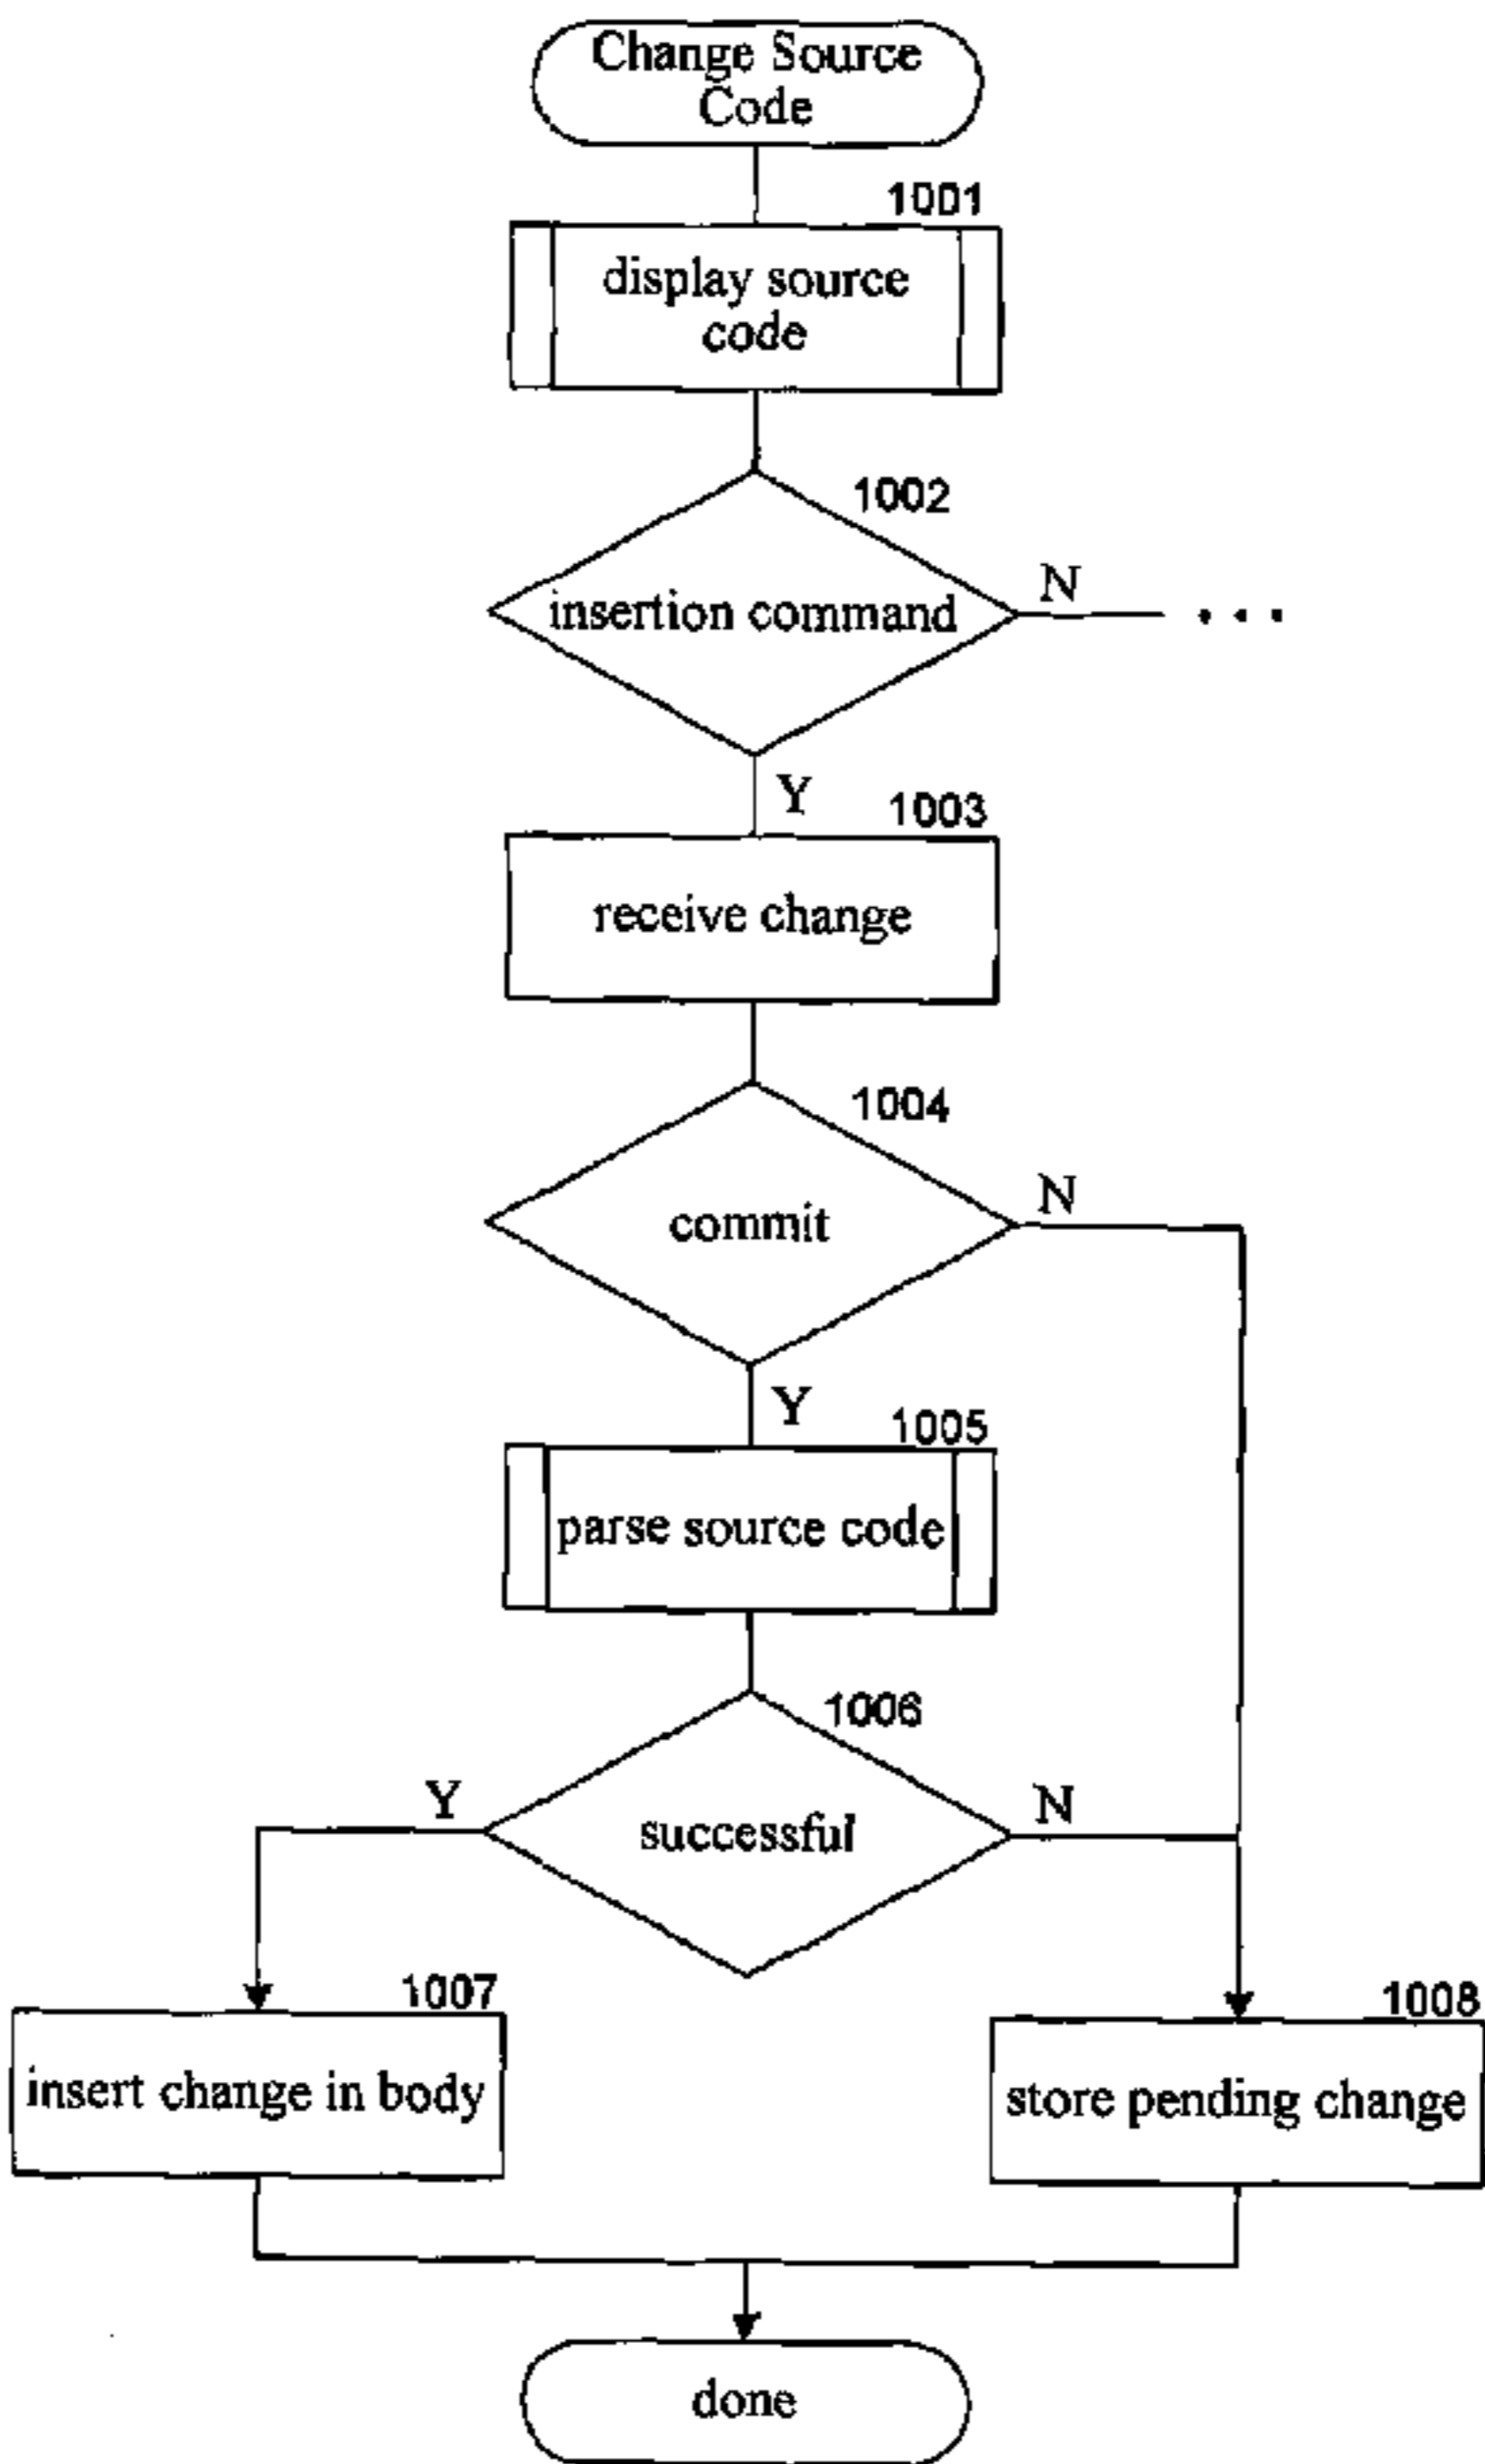 Change Source
Code
1001
display source
code
1002
insertion command
N
Y
1003
receive change
1004
commit
N
Y
1005
parse source code
1006
Y
successful
N
1007
insert change in body
1008
store pending change
done